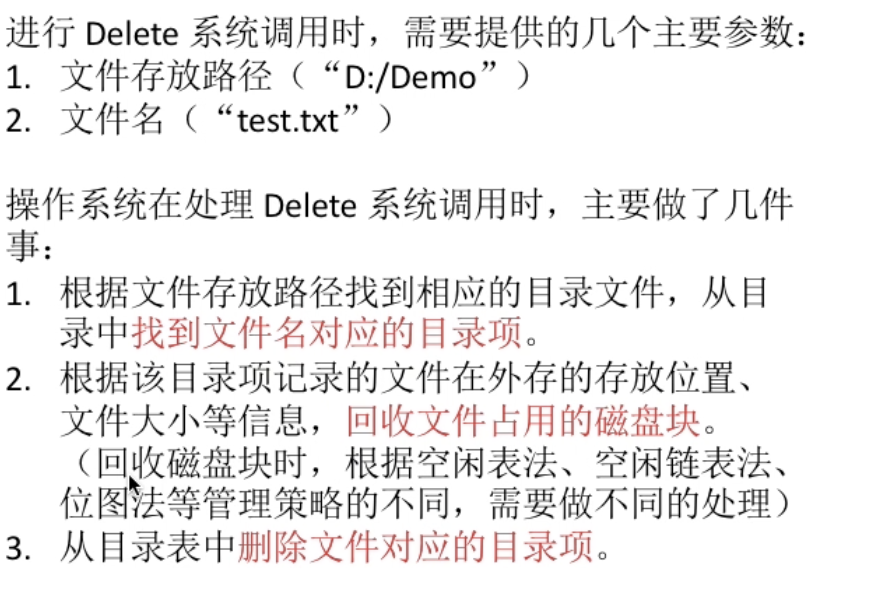 进行 Delete 系统调用时，需要提供的几个主要参数：
1. 文件存放路径（“D:/Demo”）
2. 文件名（“test.txt”）
操作系统在处理 Delete 系统调用时，主要做了几件
事：
1. 根据文件存放路径找到相应的目录文件，从目
录中找到文件名对应的目录项。
2. 根据该目录项记录的文件在外存的存放位置、
文件大小等信息，回收文件占用的磁盘块。
（回收磁盘块时，根据空闲表法、空闲链表法、
位图法等管理策略的不同，需要做不同的处理）
3. 从目录表中删除文件对应的目录项。